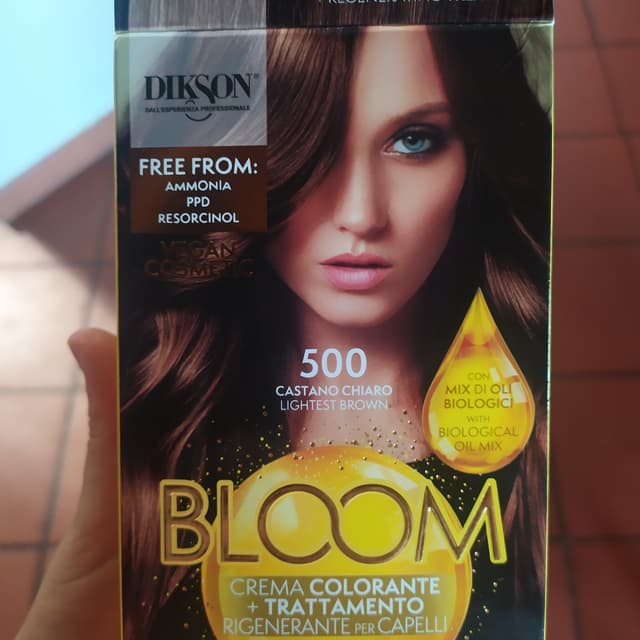 DIKSON®
DALL'ESPERIENZA PROFESSIONALE
FREE FROM:
AMMONIA
PPD
RESORCINOL
VEGAN
COSMETIC
500
CASTANO CHIARO
LIGHTEST BROWN
CON
MIX DI OLI
BIOLOGICI
WITH
BIOLOGICAL
OIL MIX
BLOOM
CREMA COLORANTE
+ TRATTAMENTO
RIGENERANTE PER CAPELLI